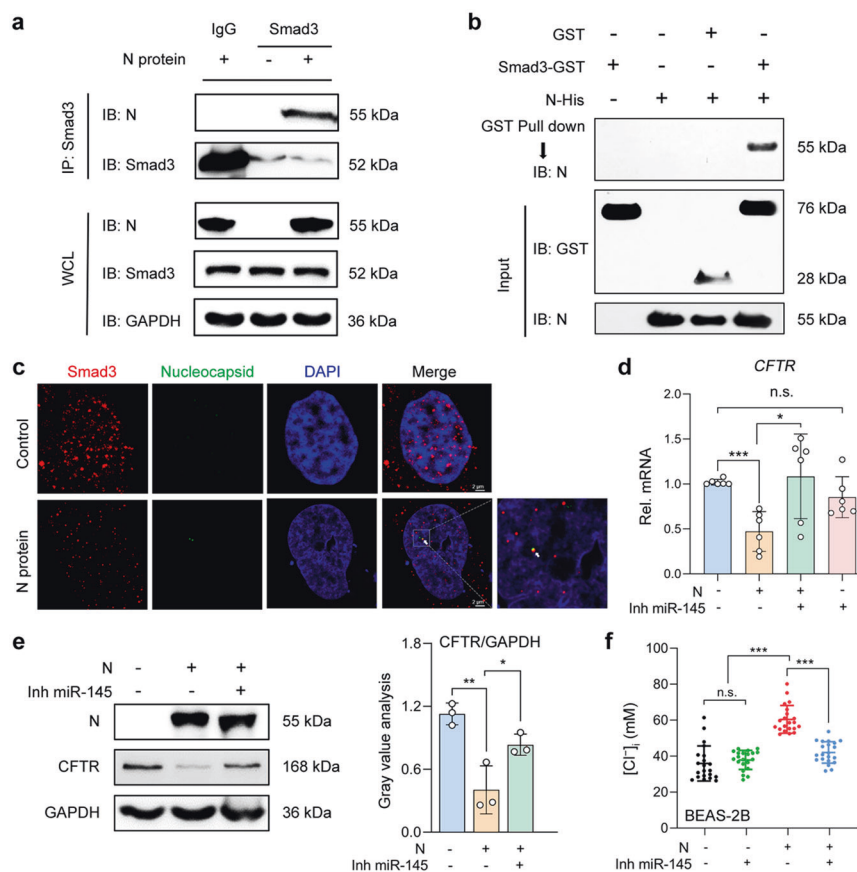 a
IgG Smad3
N protein + - +
IP: Smad3
IB: N 55 kDa
IB: Smad3 52 kDa
WCL
IB: N 55 kDa
IB: Smad3 52 kDa
IB: GAPDH 36 kDa
b
GST - - + -
Smad3-GST + - - +
N-His - + + +
GST Pull down
IB: N 55 kDa
Input
IB: GST 76 kDa
28 kDa
IB: N 55 kDa
c
Smad3 Nucleocapsid DAPI Merge
Control
2 μm
N protein
2 μm
d
CFTR
n.s.
*
***
Rel. mRNA
2.0
1.5
1.0
0.5
0.0
N - + + -
Inh miR-145 - - + +
e
N - + +
Inh miR-145 - - +
N 55 kDa
CFTR 168 kDa
GAPDH 36 kDa
CFTR/GAPDH
** *
Gray value analysis
1.8
1.2
0.6
0.0
N - + +
Inh miR-145 - - +
f
***
n.s. ***
[Cl⁻]ᵢ (mM)
100
80
60
40
20
0
BEAS-2B
N - - + +
Inh miR-145 - + - +